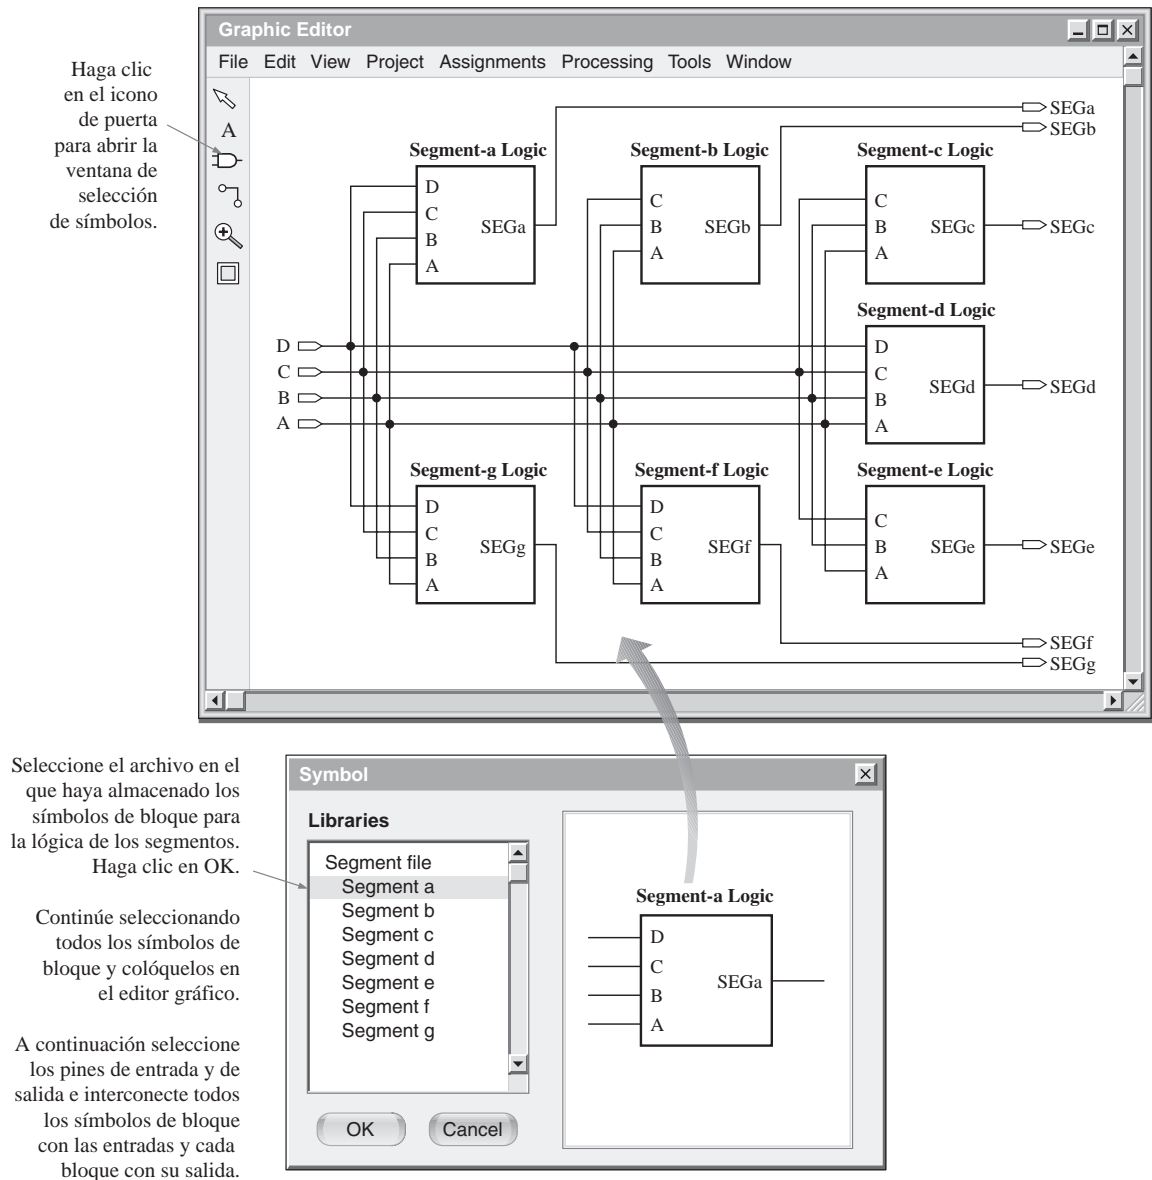 Graphic Editor
File Edit View Project Assignments Processing Tools Window
Haga clic
en el icono
de puerta
para abrir la
ventana de
selección
de símbolos.
A
SEGa
SEGb
Segment-a Logic
D
C
B
A
SEGa
Segment-b Logic
C
B
A
SEGb
Segment-c Logic
C
B
A
SEGc
SEGc
Segment-d Logic
D
C
B
A
SEGd
SEGd
D
C
B
A
Segment-g Logic
D
C
B
A
SEGg
Segment-f Logic
D
C
B
A
SEGf
Segment-e Logic
C
B
A
SEGe
SEGe
SEGf
SEGg
Seleccione el archivo en el
que haya almacenado los
símbolos de bloque para
la lógica de los segmentos.
Haga clic en OK.
Continúe seleccionando
todos los símbolos de
bloque y colóquelos en
el editor gráfico.
A continuación seleccione
los pines de entrada y de
salida e interconecte todos
los símbolos de bloque
con las entradas y cada
bloque con su salida.
Symbol
Libraries
Segment file
Segment a
Segment b
Segment c
Segment d
Segment e
Segment f
Segment g
OK
Cancel
Segment-a Logic
D
C
B
A
SEGa